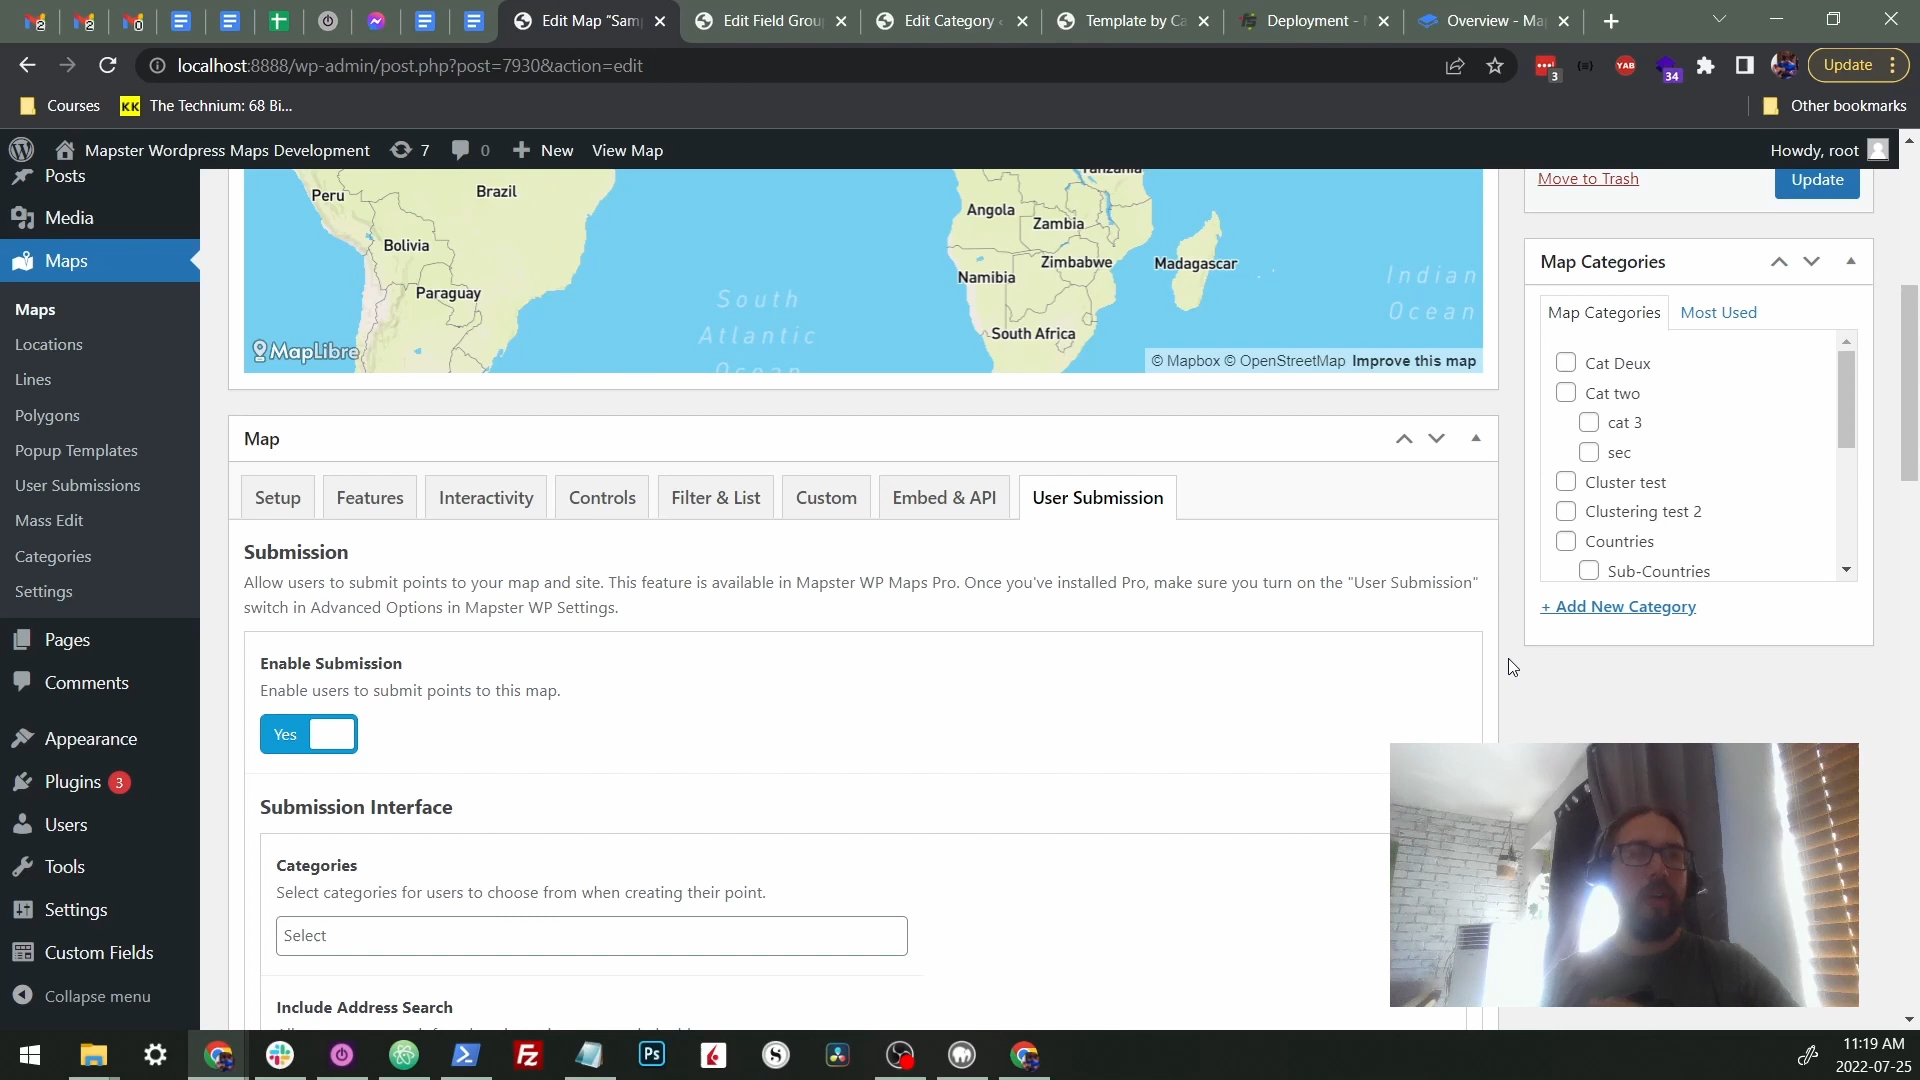 Edit Map “Sam
Edit Field Grou
Edit Category
Template by Ca
Deployment -
Overview - Ma
localhost:8888/wp-admin/post.php?post=7930&action=edit
3
YAB
34
Update
Courses
KK
The Technium: 68 Bi...
Other bookmarks
Mapster Wordpress Maps Development
7
0
New
View Map
Howdy, root
Posts
Media
Maps
Maps
Locations
Lines
Polygons
Popup Templates
User Submissions
Mass Edit
Categories
Settings
Pages
Comments
Appearance
Plugins 3
Users
Tools
Settings
Custom Fields
Collapse menu
Peru
Brazil
Bolivia
Paraguay
South
Atlantic
Ocean
Tanzania
Angola
Zambia
Zimbabwe
Namibia
Madagascar
South Africa
Indian
Ocean
MapLibre
© Mapbox © OpenStreetMap Improve this map
Map
Setup
Features
Interactivity
Controls
Filter & List
Custom
Embed & API
User Submission
Submission
Allow users to submit points to your map and site. This feature is available in Mapster WP Maps Pro. Once you've installed Pro, make sure you turn on the "User Submission"
switch in Advanced Options in Mapster WP Settings.
Enable Submission
Enable users to submit points to this map.
Yes
Submission Interface
Categories
Select categories for users to choose from when creating their point.
Select
Include Address Search
Move to Trash
Update
Map Categories
Map Categories
Most Used
Cat Deux
Cat two
cat 3
sec
Cluster test
Clustering test 2
Countries
Sub-Countries
+ Add New Category
Ps
11:19 AM
2022-07-25